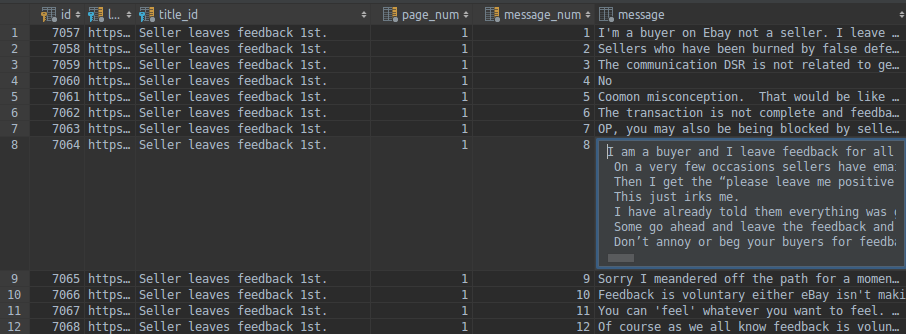 id l... title_id page_num message_num message
1 7057 https… Seller leaves feedback 1st. 1 1 I'm a buyer on Ebay not a seller. I leave …
2 7058 https… Seller leaves feedback 1st. 1 2 Sellers who have been burned by false defe…
3 7059 https… Seller leaves feedback 1st. 1 3 The communication DSR is not related to ge…
4 7060 https… Seller leaves feedback 1st. 1 4 No
5 7061 https… Seller leaves feedback 1st. 1 5 Coomon misconception.  That would be like …
6 7062 https… Seller leaves feedback 1st. 1 6 The transaction is not complete and feedba…
7 7063 https… Seller leaves feedback 1st. 1 7 OP, you may also be being blocked by selle…
8 7064 https… Seller leaves feedback 1st. 1 8 I am a buyer and I leave feedback for all
On a very few occasions sellers have emai
Then I get the “please leave me positive
This just irks me.
I have already told them everything was g
Some go ahead and leave the feedback and
Don’t annoy or beg your buyers for feedba
9 7065 https… Seller leaves feedback 1st. 1 9 Sorry I meandered off the path for a momen…
10 7066 https… Seller leaves feedback 1st. 1 10 Feedback is voluntary either eBay isn't maki
11 7067 https… Seller leaves feedback 1st. 1 11 You can 'feel' whatever you want to feel. …
12 7068 https… Seller leaves feedback 1st. 1 12 Of course as we all know feedback is volun…